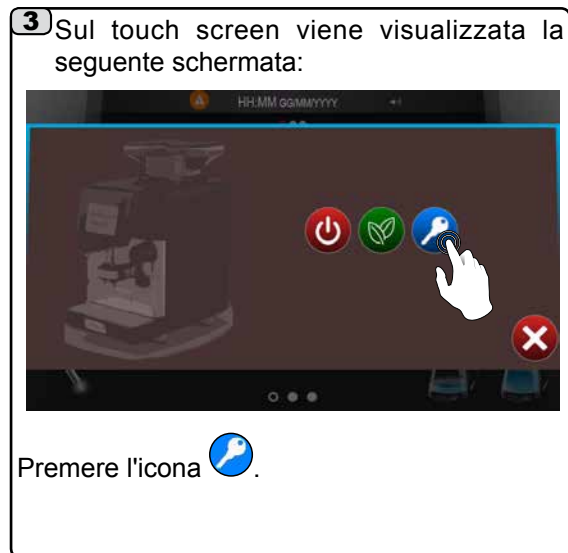 3 Sul touch screen viene visualizzata la
seguente schermata:
HH:MM GG/MM/YYYY
Premere l'icona .